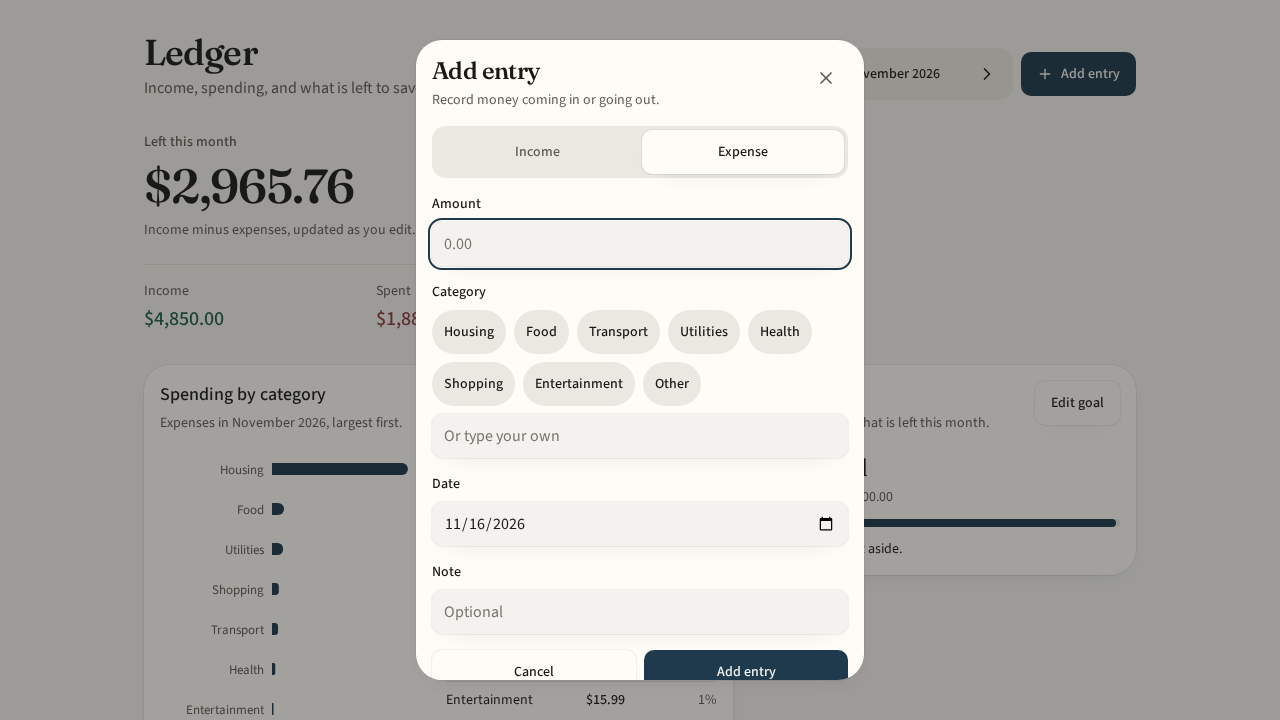 Ledger
Income, spending, and what is left to sav
vember 2026
Add entry
Left this month
$2,965.76
Income minus expenses, updated as you edit.
Income
Spent
$4,850.00
$1,88
Spending by category
Expenses in November 2026, largest first.
Housing
Food
Utilities
Shopping
Transport
Health
Entertainment
Entertainment $15.99 1%
hat is left this month.
Edit goal
00.00
aside.
Add entry
Record money coming in or going out.
Income
Expense
Amount
0.00
Category
Housing Food Transport Utilities Health
Shopping Entertainment Other
Or type your own
Date
11/16/2026
Note
Optional
Cancel
Add entry